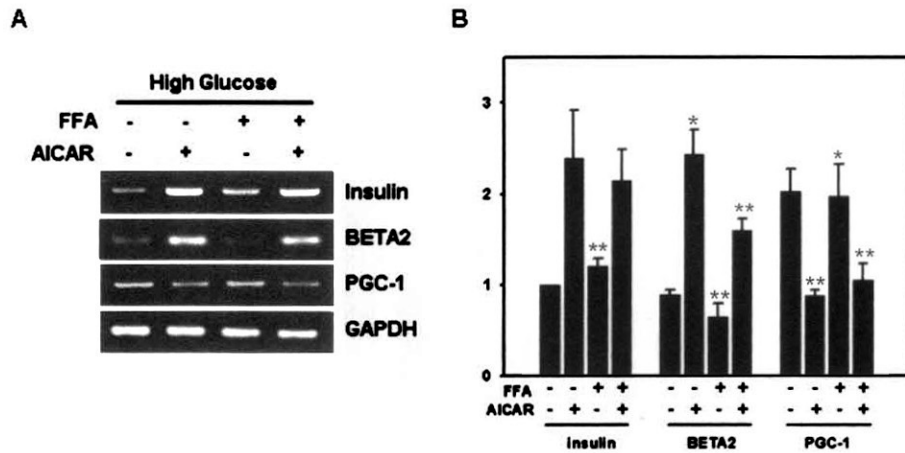 A
High Glucose
FFA - - + +
AICAR - + - +
Insulin
BETA2
PGC-1
GAPDH
B
3
2
1
0
* ** ** * ** ** * **
FFA - - + + - - + + - - + +
AICAR - + - + - + - + - + - +
insulin BETA2 PGC-1